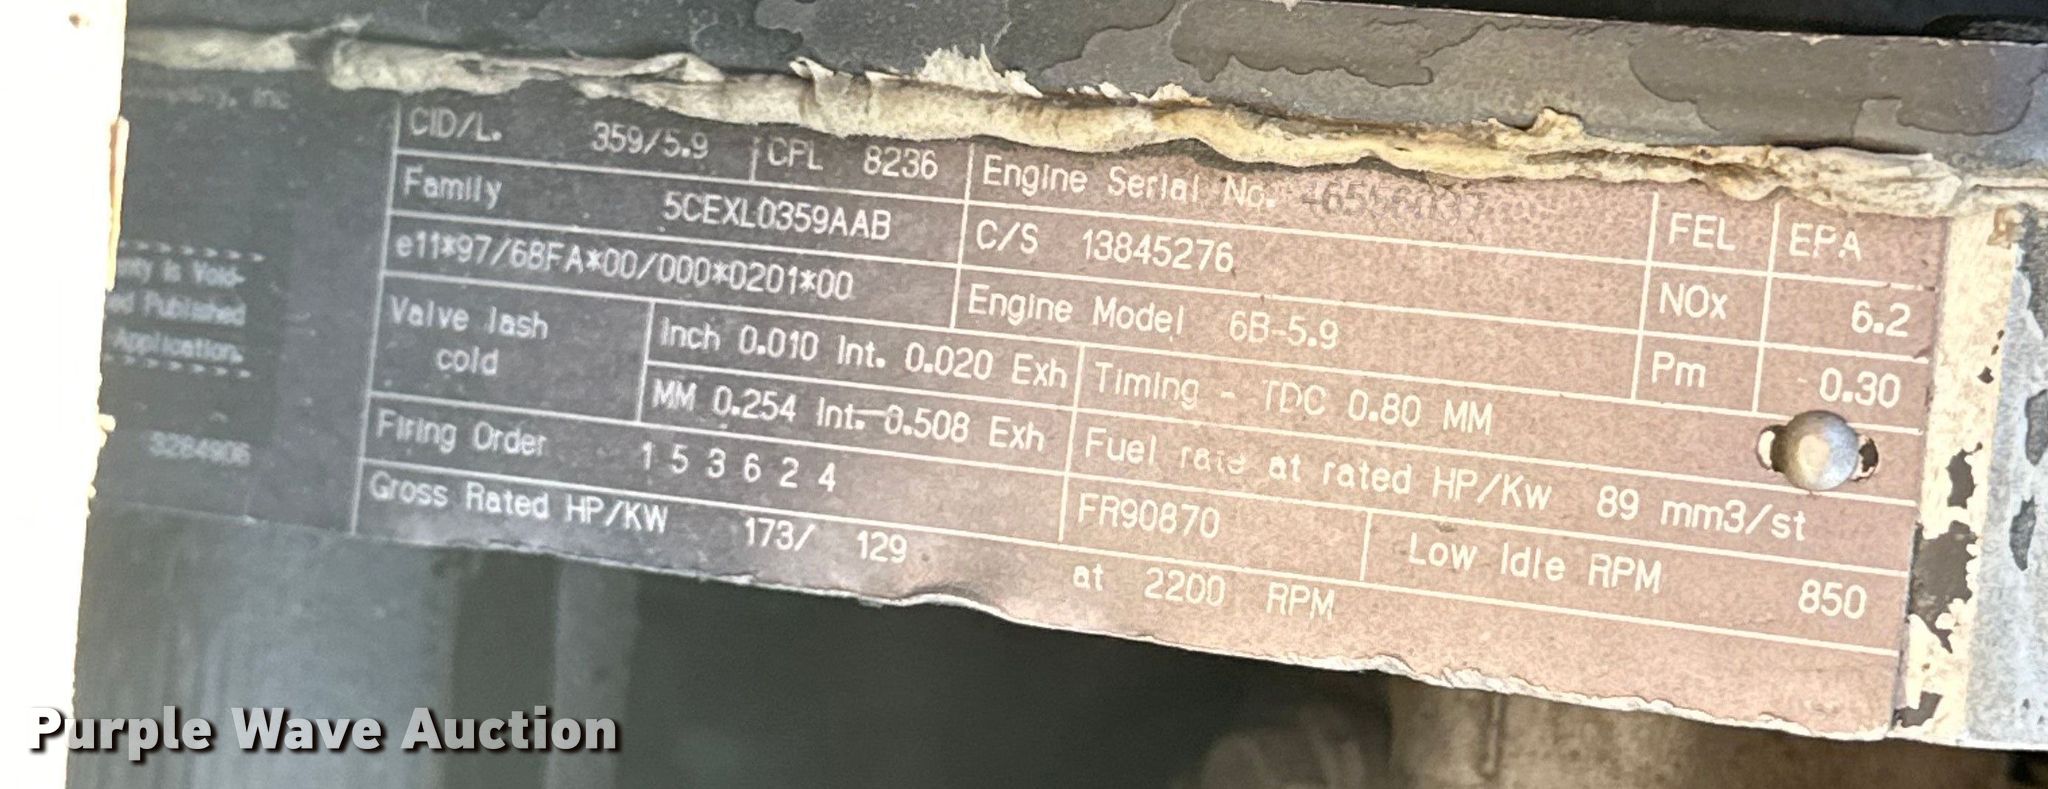 CID/L. 359/5.9 CPL 8236 Engine Serial No. FEL EPA
Family 5CEXL0359AAB C/S 13845276 NOx 6.2
e11*97/68FA*00/000*0201*00 Engine Model 6B-5.9 Pm 0.30
Valve lash cold Inch 0.010 Int. 0.020 Exh Timing - TDC 0.80 MM
MM 0.254 Int. 0.508 Exh Fuel rate at rated HP/Kw 89 mm3/st
Firing Order 1 5 3 6 2 4 FR90870 Low Idle RPM 850
Gross Rated HP/KW 173/ 129 at 2200 RPM
is Void-
Published
Application.
Purple Wave Auction